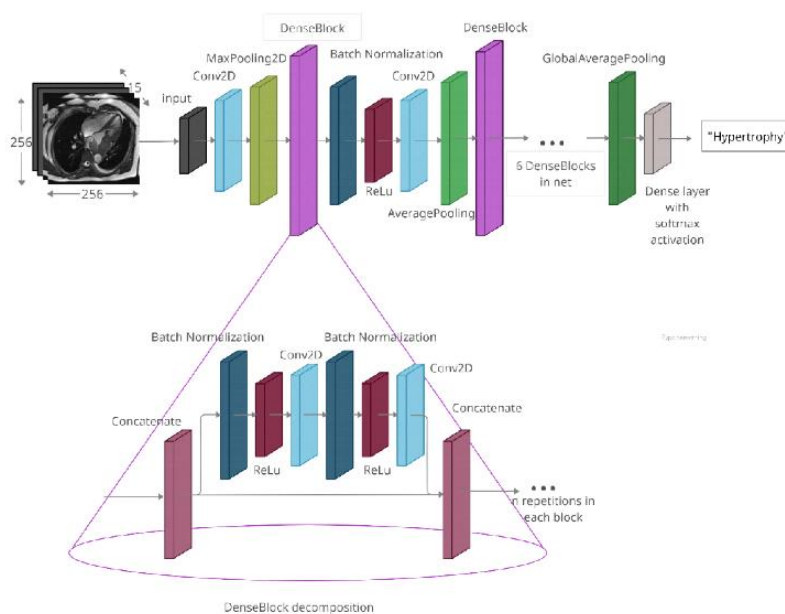 DenseBlock
DenseBlock
MaxPooling2D
Batch Normalization
GlobalAveragePooling
Conv2D
Conv2D
15
input
256
256
"Hypertrophy"
6 DenseBlocks
in net
ReLu
AveragePooling
Dense layer
with
softmax
activation
Batch Normalization
Batch Normalization
Conv2D
Conv2D
Concatenate
Concatenate
ReLu
ReLu
n repetitions in
each block
DenseBlock decomposition